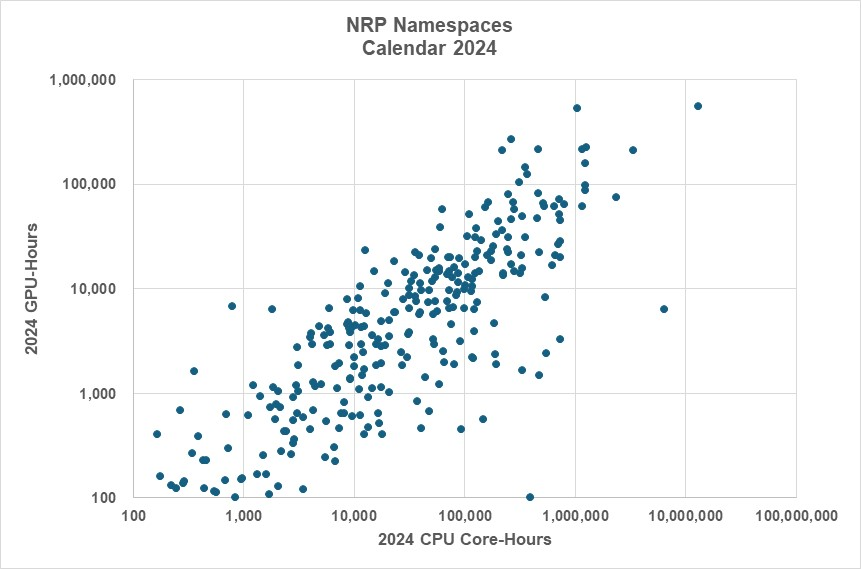 NRP Namespaces
Calendar 2024
1,000,000
100,000
10,000
1,000
100
2024 GPU-Hours
100 1,000 10,000 100,000 1,000,000 10,000,000 100,000,000
2024 CPU Core-Hours